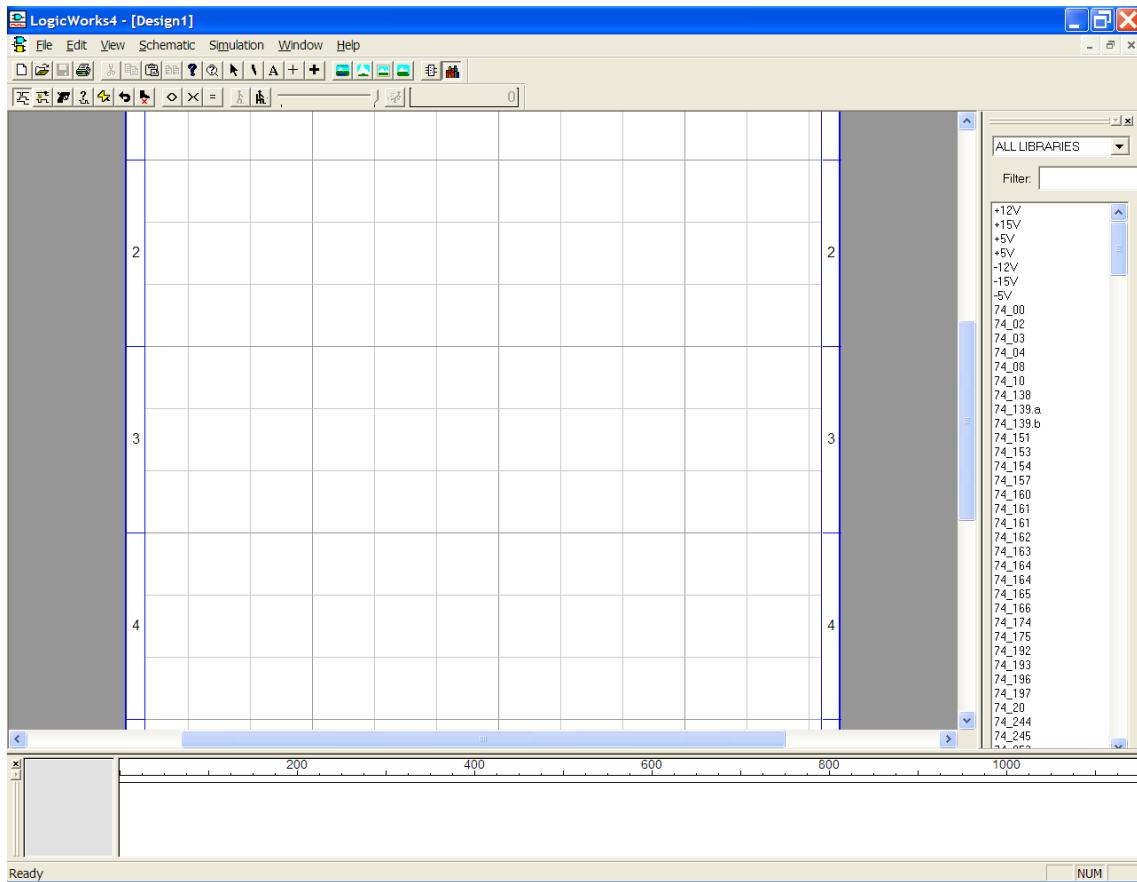 LogicWorks4 - [Design1]
File Edit View Schematic Simulation Window Help
A
0
2 2
3 3
4 4
ALL LIBRARIES
Filter:
+12V
+15V
+5V
+5V
-12V
-15V
-5V
74_00
74_02
74_03
74_04
74_08
74_10
74_138
74_139.a
74_139.b
74_151
74_153
74_154
74_157
74_160
74_161
74_161
74_162
74_163
74_164
74_164
74_165
74_166
74_174
74_175
74_192
74_193
74_196
74_197
74_20
74_244
74_245
200 400 600 800 1000
Ready NUM